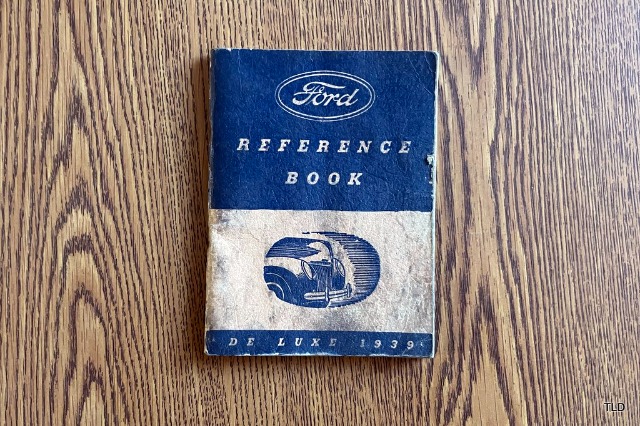 Ford
REFERENCE
BOOK
DE LUXE 1939
TLD